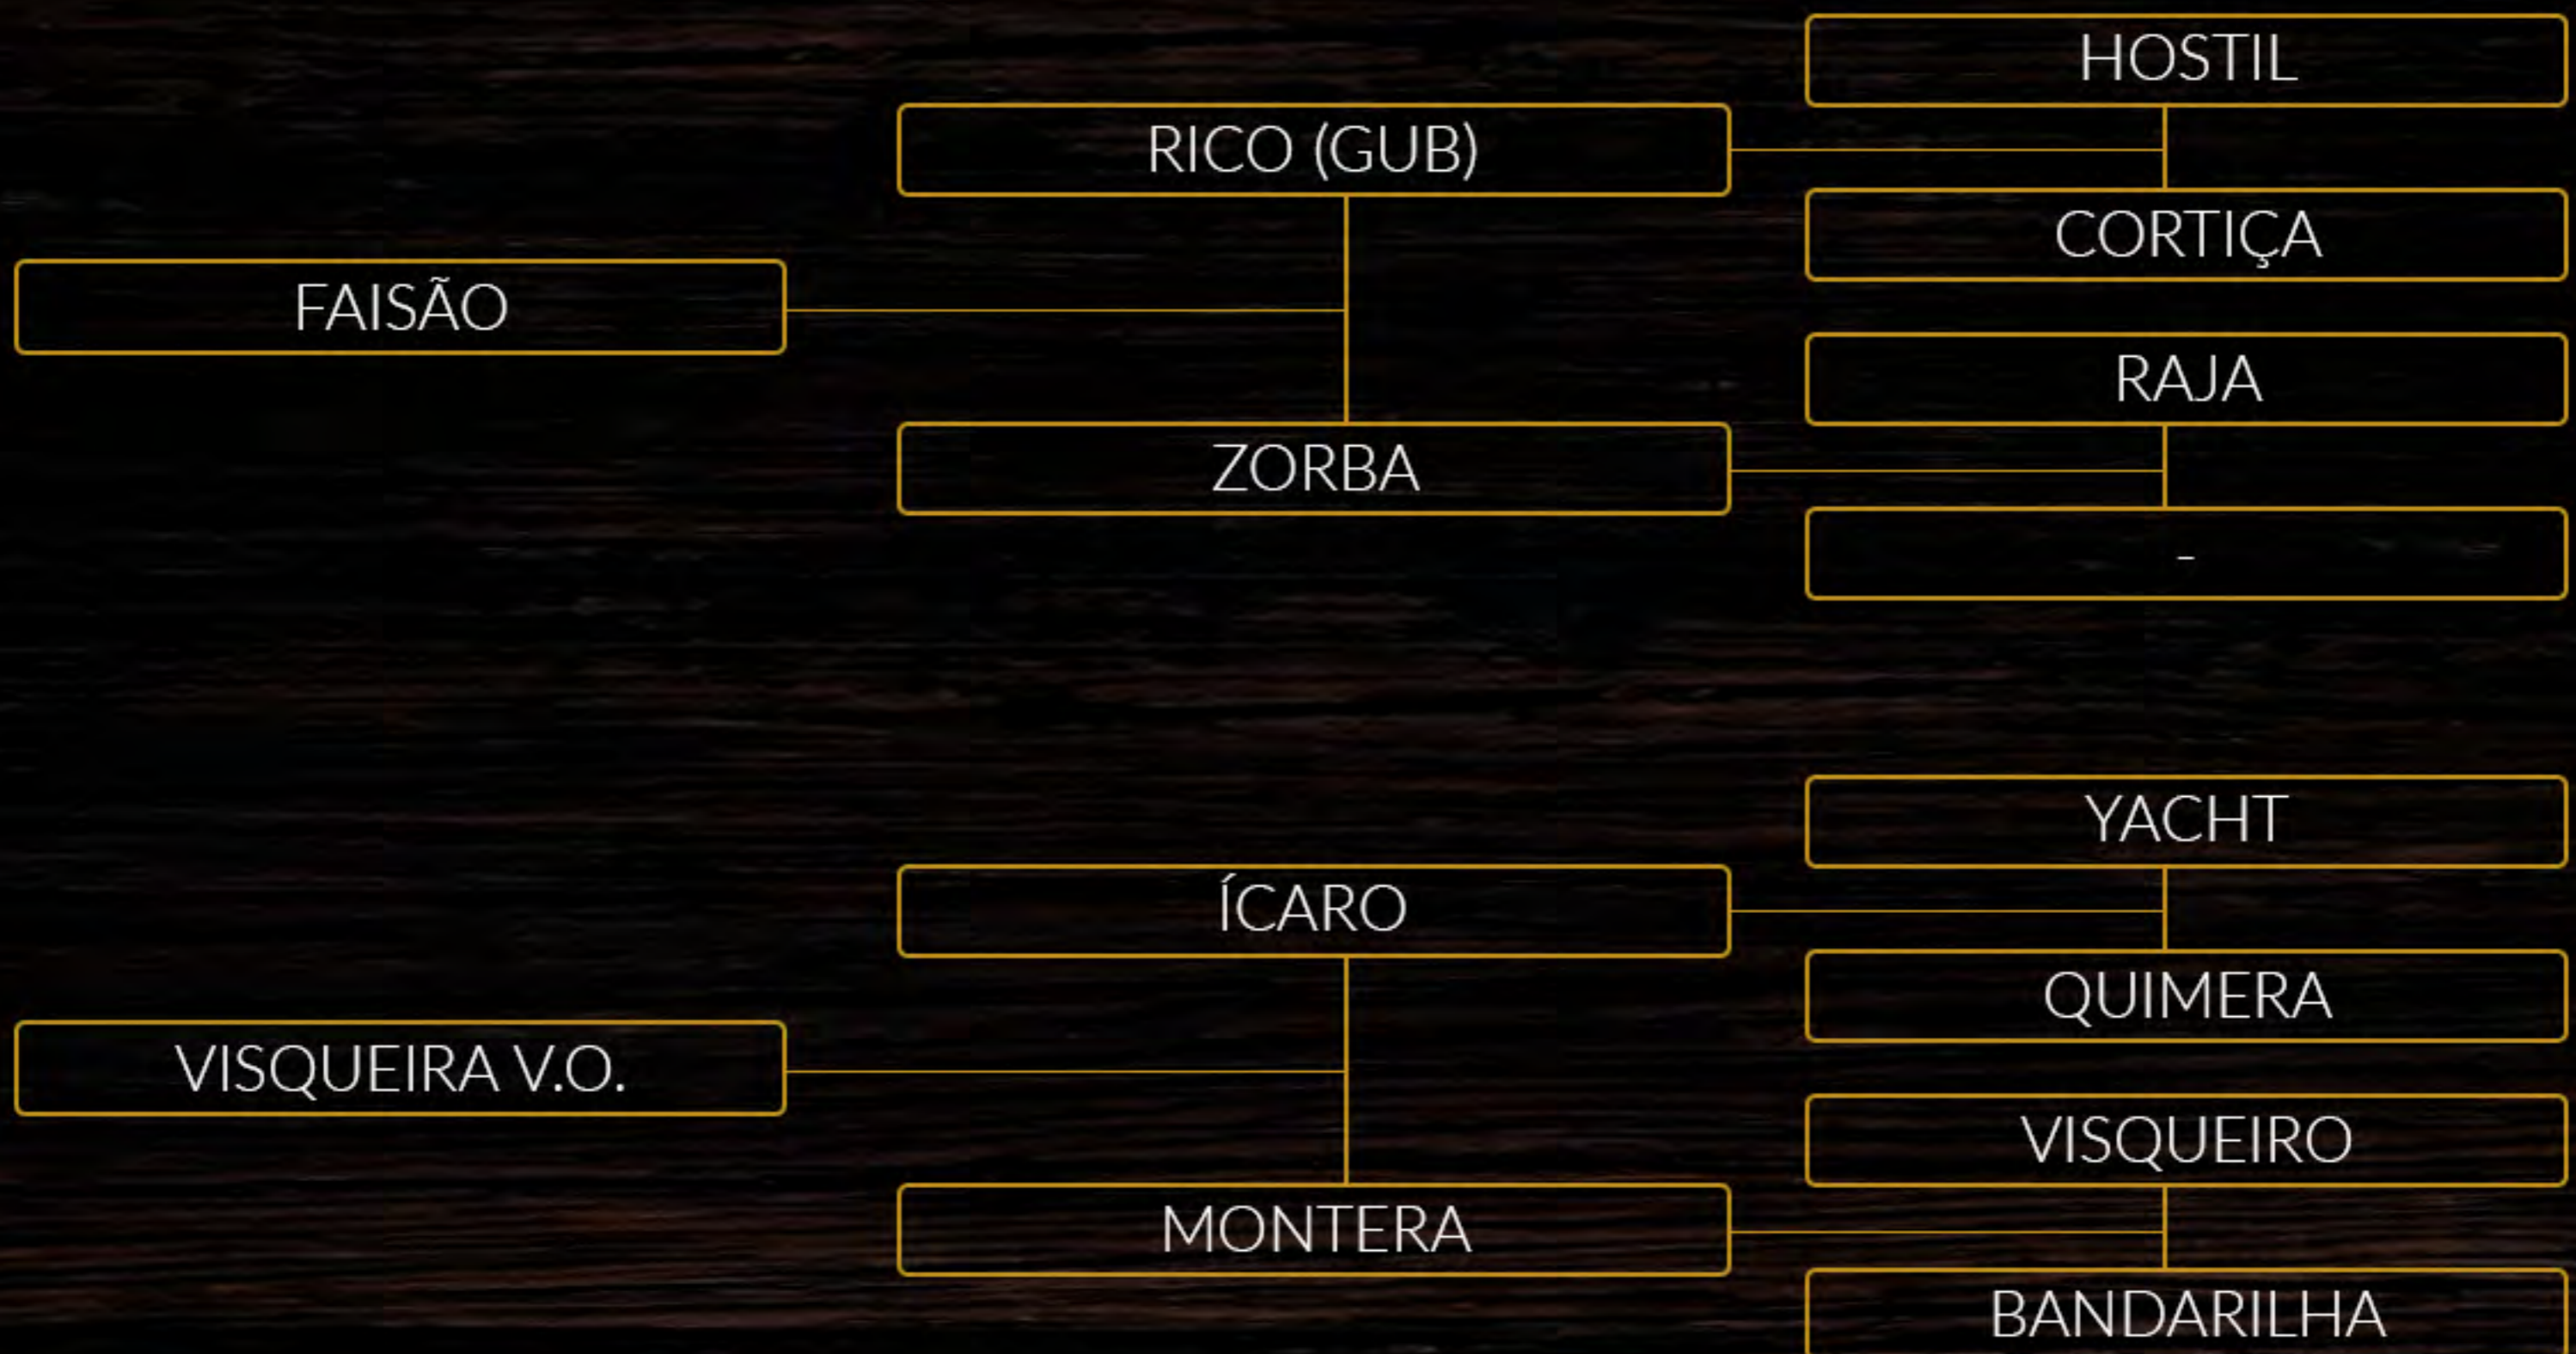 HOSTIL
RICO (GUB)
CORTIÇA
FAISÃO
RAJA
ZORBA
-
YACHT
ÍCARO
QUIMERA
VISQUEIRA V.O.
VISQUEIRO
MONTERA
BANDARILHA